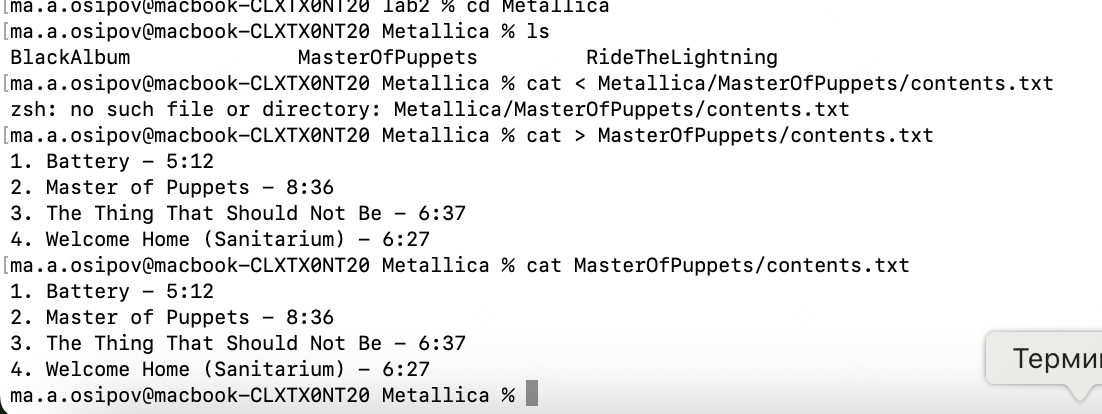 [ma.a.osipov@macbook-CLXTX0NT20 lab2 % cd Metallica
[ma.a.osipov@macbook-CLXTX0NT20 Metallica % ls
BlackAlbum MasterOfPuppets RideTheLightning
[ma.a.osipov@macbook-CLXTX0NT20 Metallica % cat < Metallica/MasterOfPuppets/contents.txt
zsh: no such file or directory: Metallica/MasterOfPuppets/contents.txt
[ma.a.osipov@macbook-CLXTX0NT20 Metallica % cat > MasterOfPuppets/contents.txt
1. Battery – 5:12
2. Master of Puppets – 8:36
3. The Thing That Should Not Be – 6:37
4. Welcome Home (Sanitarium) – 6:27
[ma.a.osipov@macbook-CLXTX0NT20 Metallica % cat MasterOfPuppets/contents.txt
1. Battery – 5:12
2. Master of Puppets – 8:36
3. The Thing That Should Not Be – 6:37
4. Welcome Home (Sanitarium) – 6:27
ma.a.osipov@macbook-CLXTX0NT20 Metallica %